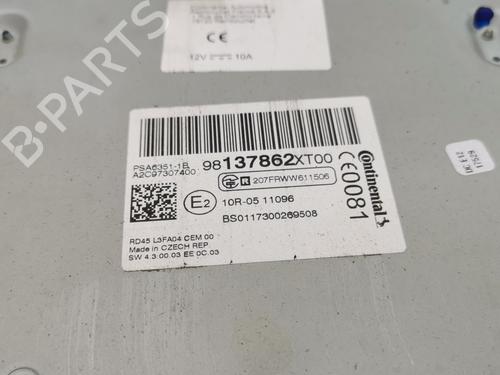 12V 10A
PSA6351-1B
A2C97307400
98137862XT00
R 207FRWW611506
E2
10R-05 11096
BS0117300269508
CE0081
Continental
RD45 L3FA04 CEM 00
Made in CZECH REP
SW 4.3.00.03 EE 0C.03
B-PARTS